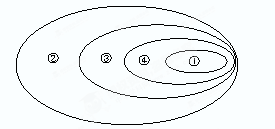 ② ③ ④ ①